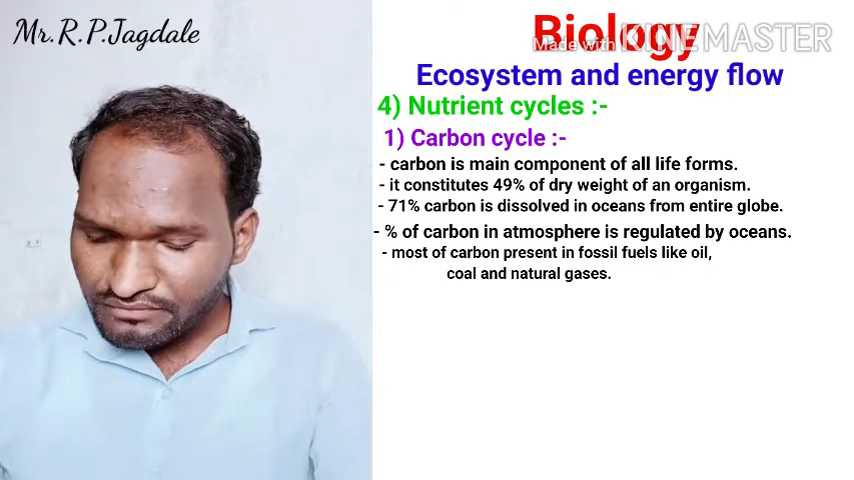 Mr.R.P.Jagdale
Biology
Made with KINEMASTER
Ecosystem and energy flow
4) Nutrient cycles :-
1) Carbon cycle :-
- carbon is main component of all life forms.
- it constitutes 49% of dry weight of an organism.
- 71% carbon is dissolved in oceans from entire globe.
- % of carbon in atmosphere is regulated by oceans.
- most of carbon present in fossil fuels like oil,
coal and natural gases.